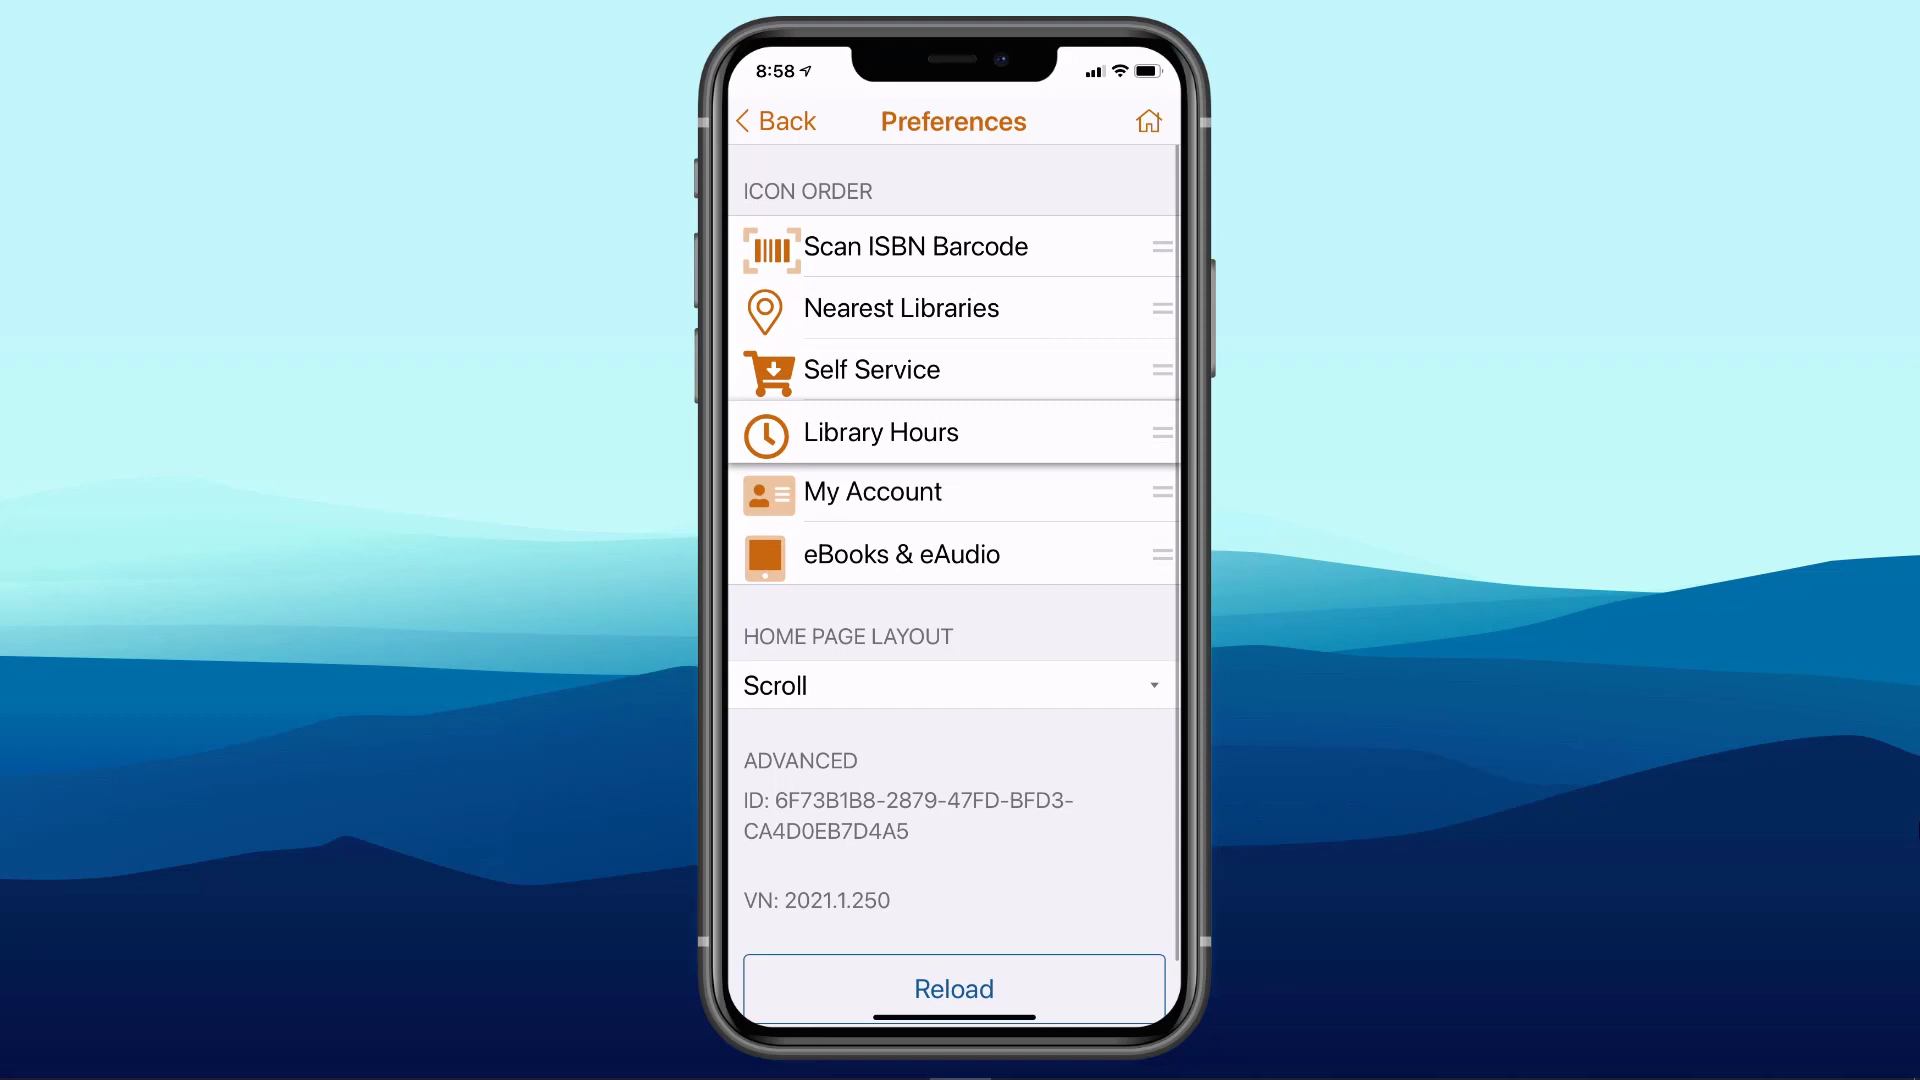 8:58
Back
Preferences
ICON ORDER
Scan ISBN Barcode
Nearest Libraries
Self Service
Library Hours
My Account
eBooks & eAudio
HOME PAGE LAYOUT
Scroll
ADVANCED
ID: 6F73B1B8-2879-47FD-BFD3-
CA4D0EB7D4A5
VN: 2021.1.250
Reload